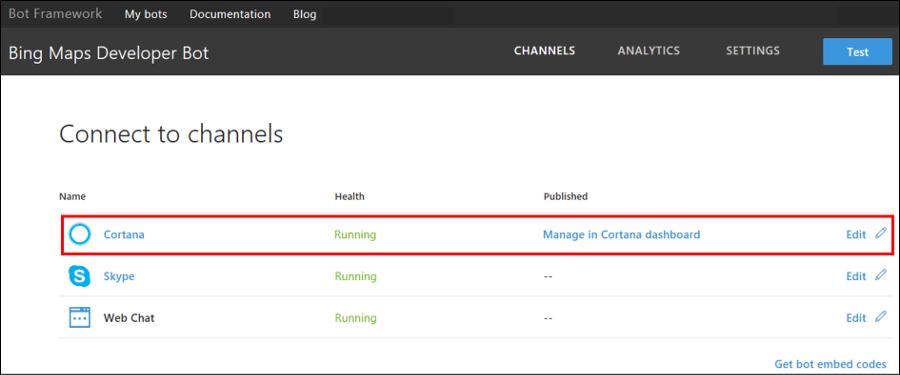 Bot Framework My bots Documentation Blog
Bing Maps Developer Bot CHANNELS ANALYTICS SETTINGS Test
Connect to channels
Name Health Published
Cortana Running Manage in Cortana dashboard Edit
Skype Running -- Edit
Web Chat Running -- Edit
Get bot embed codes